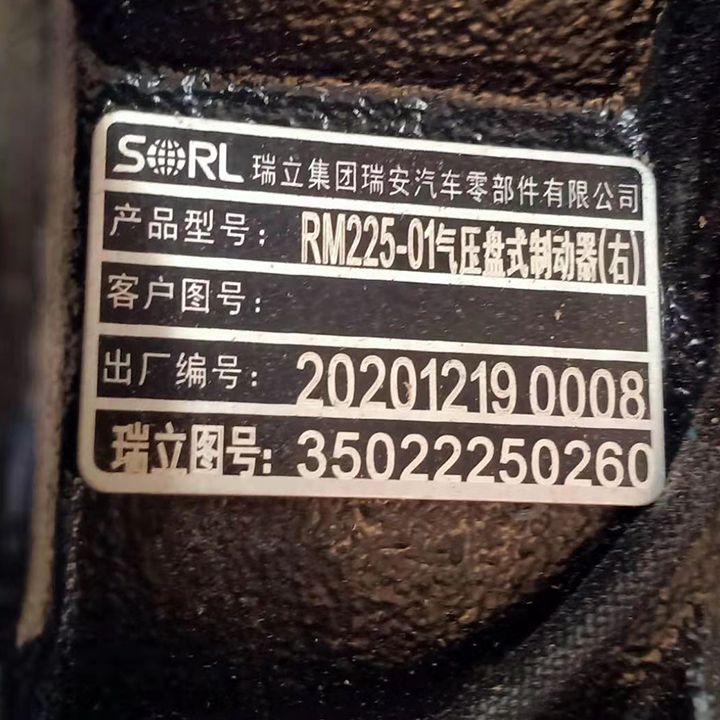 SORL 瑞立集团瑞安汽车零部件有限公司
产品型号：RM225-01气压盘式制动器(右)
客户图号：
出厂编号：20201219 0008
瑞立图号：35022250260